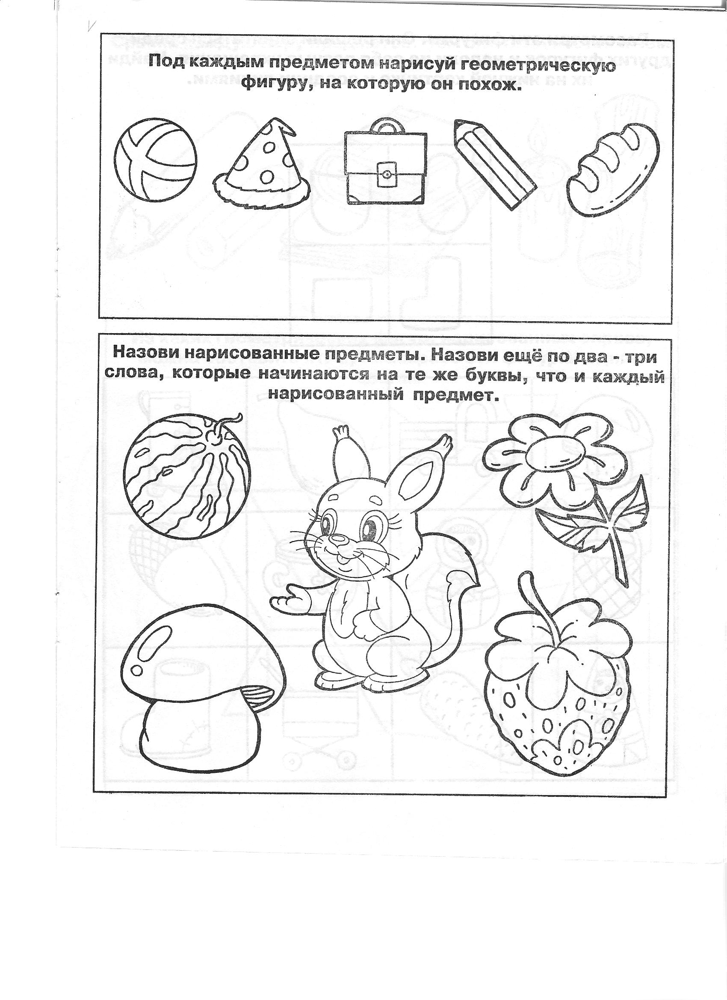 Под каждым предметом нарисуй геометрическую
фигуру, на которую он похож.
Назови нарисованные предметы. Назови ещё по два - три
слова, которые начинаются на те же буквы, что и каждый
нарисованный предмет.